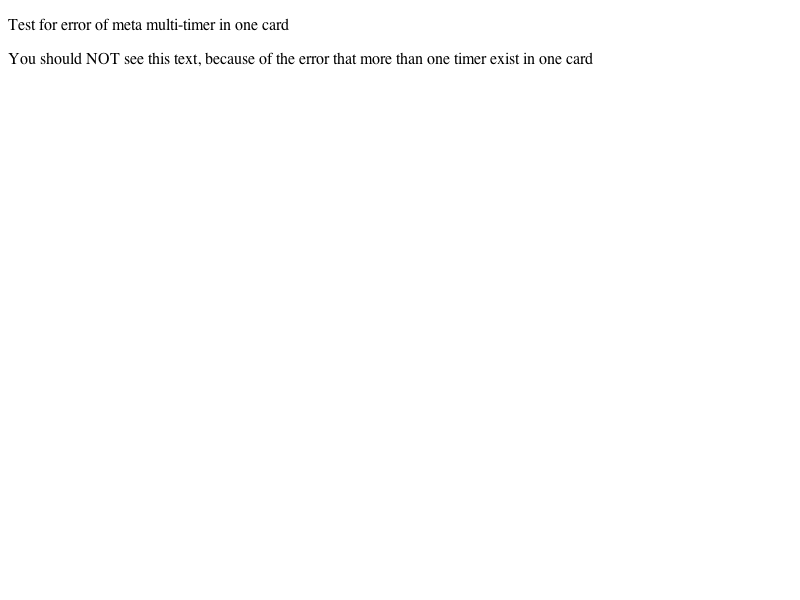 Test for error of meta multi-timer in one card
You should NOT see this text, because of the error that more than one timer exist in one card